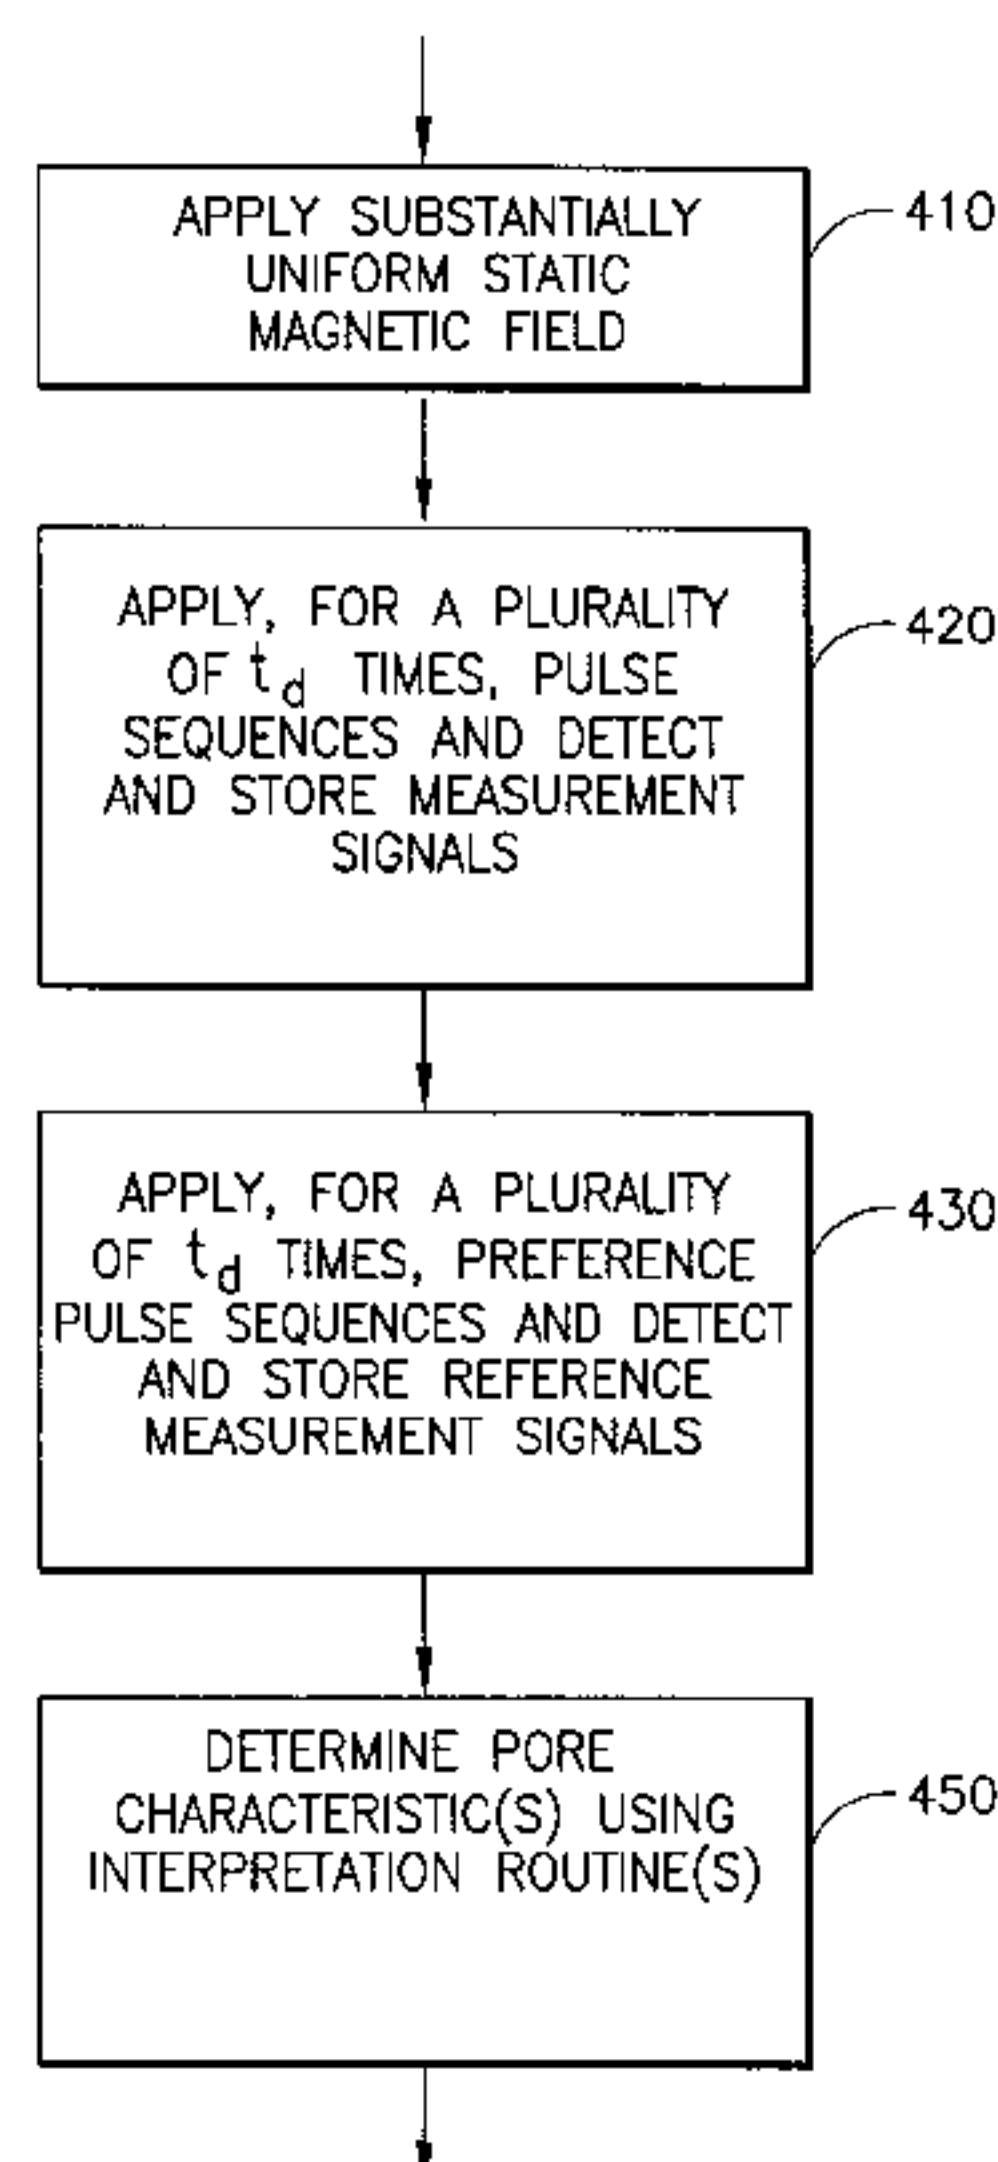 APPLY SUBSTANTIALLY
UNIFORM STATIC
MAGNETIC FIELD
410
APPLY, FOR A PLURALITY
OF td TIMES, PULSE
SEQUENCES AND DETECT
AND STORE MEASUREMENT
SIGNALS
420
APPLY, FOR A PLURALITY
OF td TIMES, PREFERENCE
PULSE SEQUENCES AND DETECT
AND STORE REFERENCE
MEASUREMENT SIGNALS
430
DETERMINE PORE
CHARACTERISTIC(S) USING
INTERPRETATION ROUTINE(S)
450